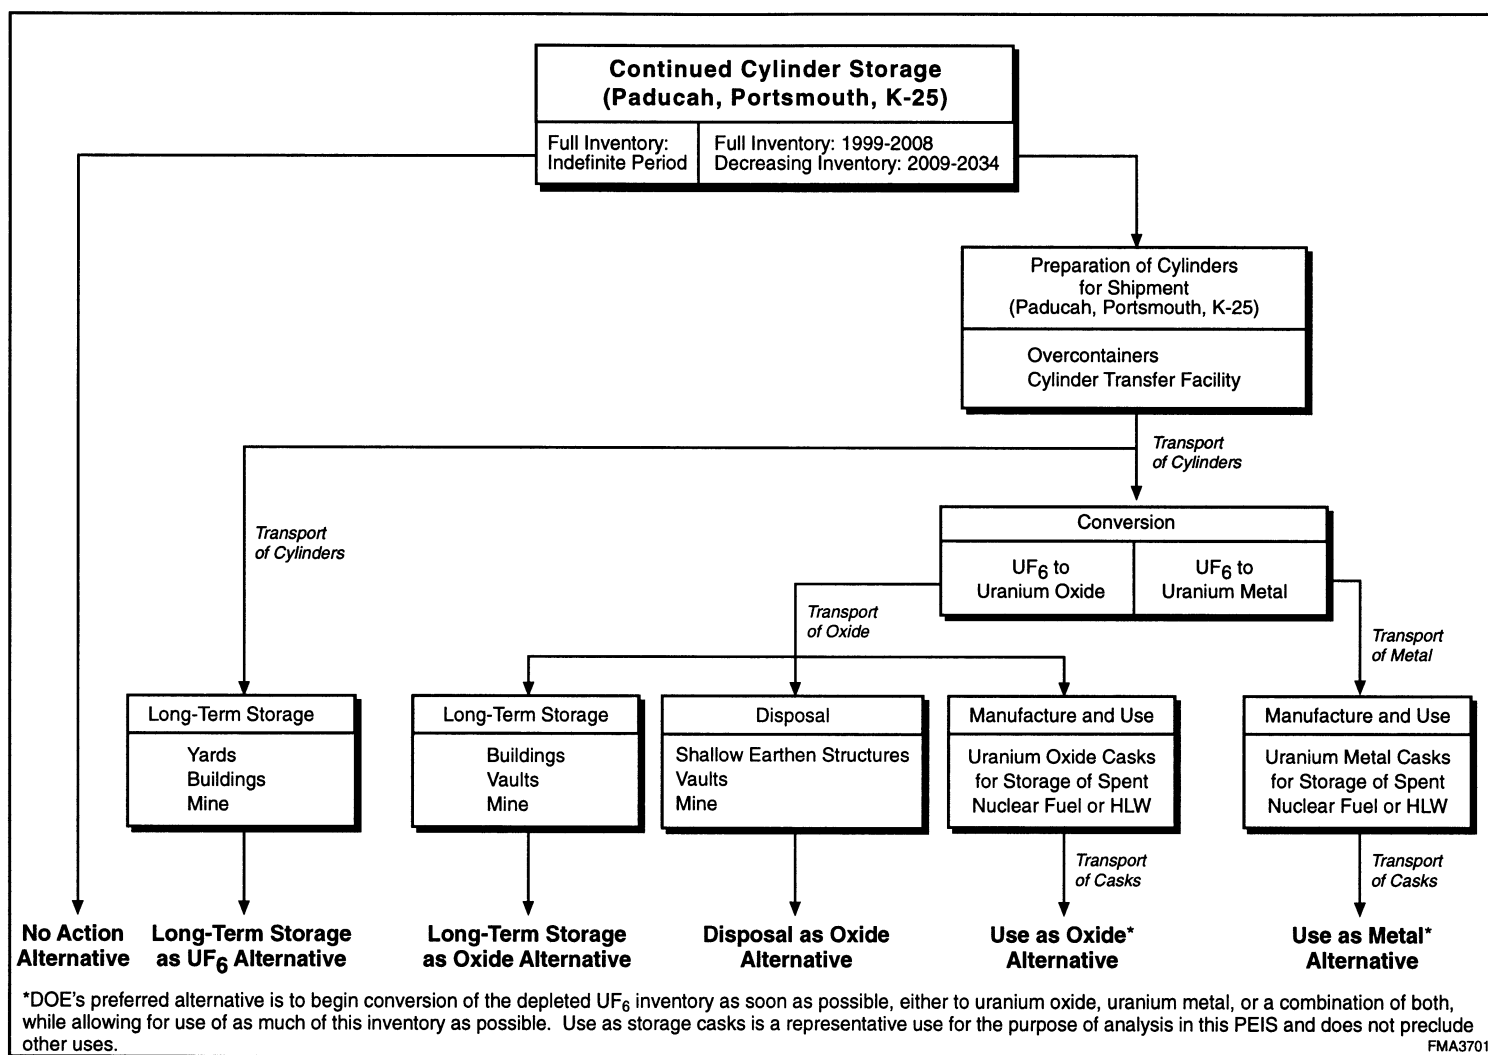 Continued Cylinder Storage
(Paducah, Portsmouth, K-25)
Full Inventory:
Indefinite Period
Full Inventory: 1999-2008
Decreasing Inventory: 2009-2034
Preparation of Cylinders
for Shipment
(Paducah, Portsmouth, K-25)
Overcontainers
Cylinder Transfer Facility
Transport
of Cylinders
Transport
of Cylinders
Conversion
UF6 to
Uranium Oxide
UF6 to
Uranium Metal
Transport
of Oxide
Transport
of Metal
Long-Term Storage
Yards
Buildings
Mine
Long-Term Storage
Buildings
Vaults
Mine
Disposal
Shallow Earthen Structures
Vaults
Mine
Manufacture and Use
Uranium Oxide Casks
for Storage of Spent
Nuclear Fuel or HLW
Manufacture and Use
Uranium Metal Casks
for Storage of Spent
Nuclear Fuel or HLW
Transport
of Casks
Transport
of Casks
No Action
Alternative
Long-Term Storage
as UF6 Alternative
Long-Term Storage
as Oxide Alternative
Disposal as Oxide
Alternative
Use as Oxide*
Alternative
Use as Metal*
Alternative
*DOE's preferred alternative is to begin conversion of the depleted UF6 inventory as soon as possible, either to uranium oxide, uranium metal, or a combination of both,
while allowing for use of as much of this inventory as possible. Use as storage casks is a representative use for the purpose of analysis in this PEIS and does not preclude
other uses.
FMA3701